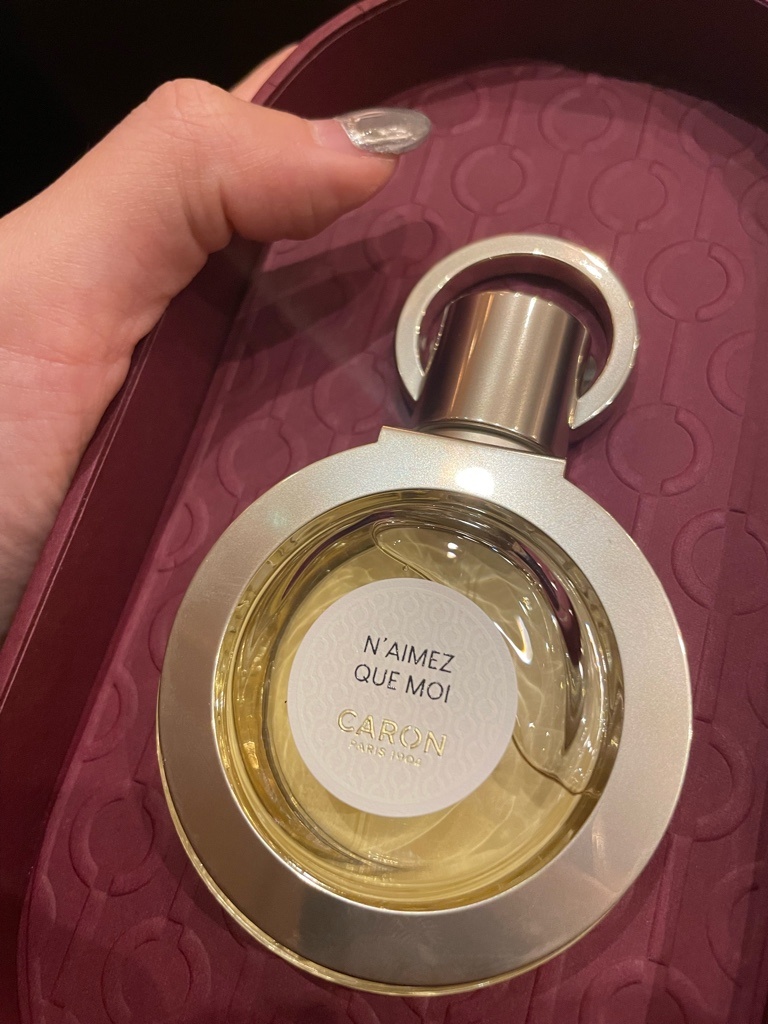 N'AIMEZ
QUE MOI
CARON
PARIS 1904